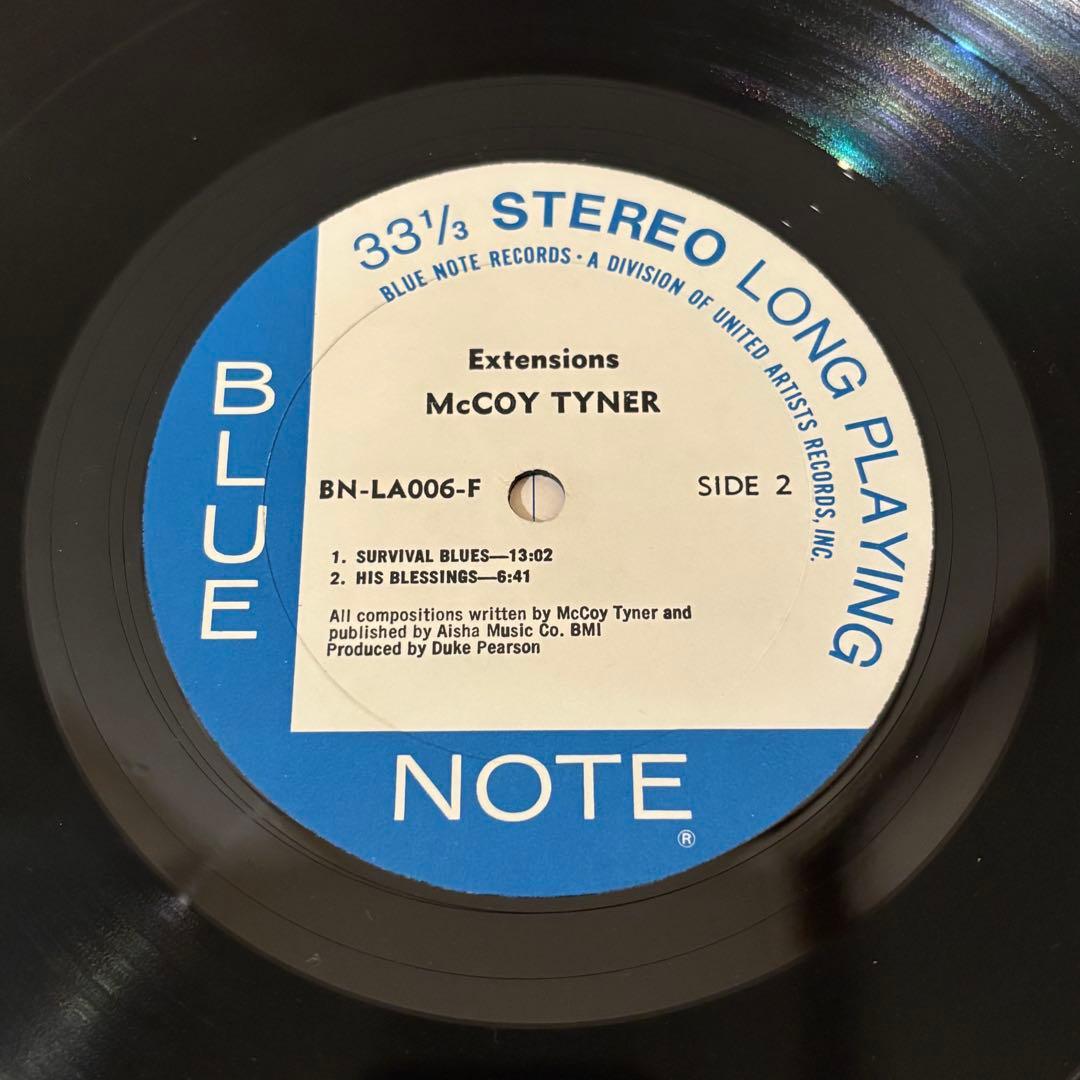 33⅓ STEREO LONG PLAYING
BLUE NOTE RECORDS · A DIVISION OF UNITED ARTISTS RECORDS, INC.
Extensions
McCOY TYNER
BN-LA006-F
SIDE 2
1. SURVIVAL BLUES—13:02
2. HIS BLESSINGS—6:41
All compositions written by McCoy Tyner and
published by Aisha Music Co. BMI
Produced by Duke Pearson
BLUE
NOTE
®